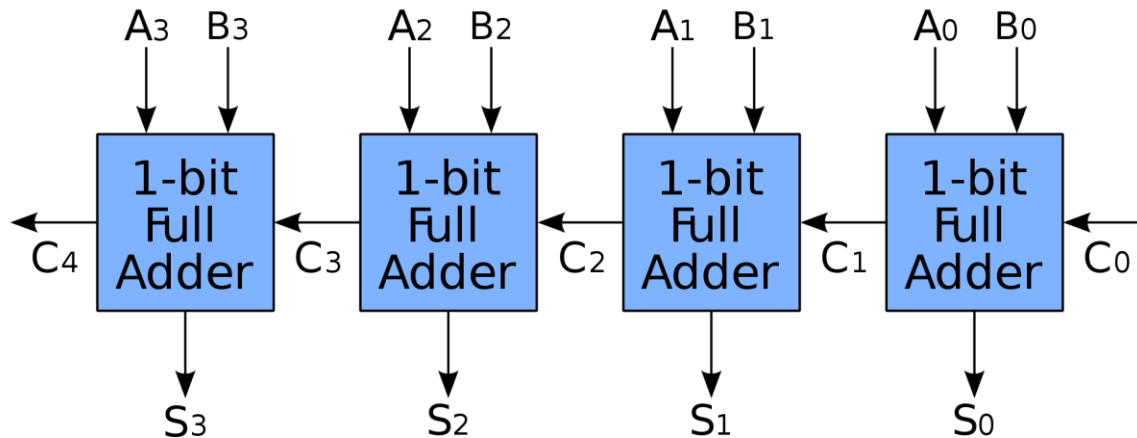 A3 B3 A2 B2 A1 B1 A0 B0
1-bit Full Adder
1-bit Full Adder
1-bit Full Adder
1-bit Full Adder
C4 C3 C2 C1 C0
S3 S2 S1 S0